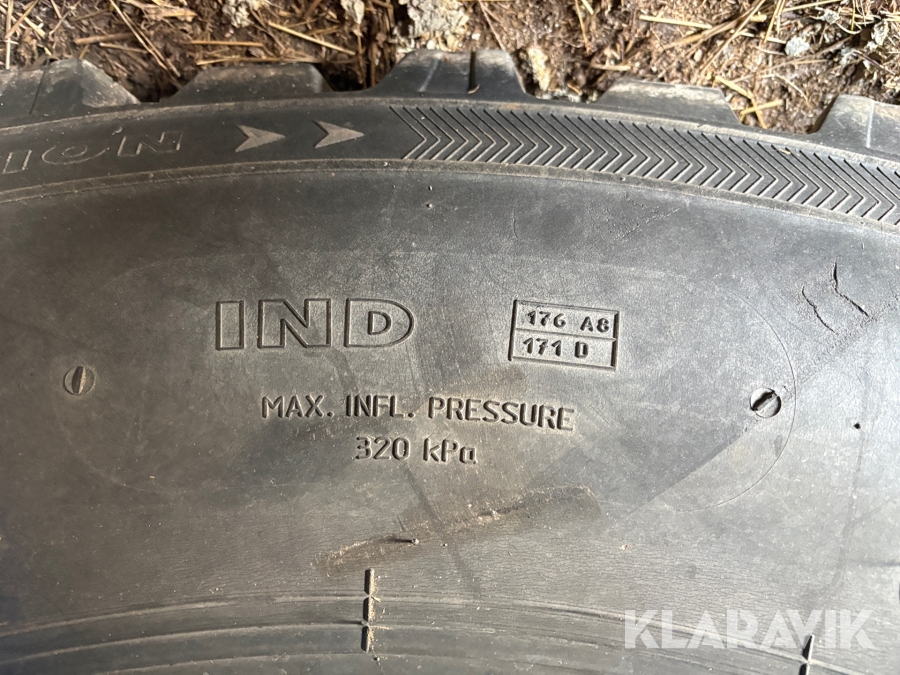 IND
176 A8
171 D
MAX. INFL. PRESSURE
320 kPa
KLARAVIK